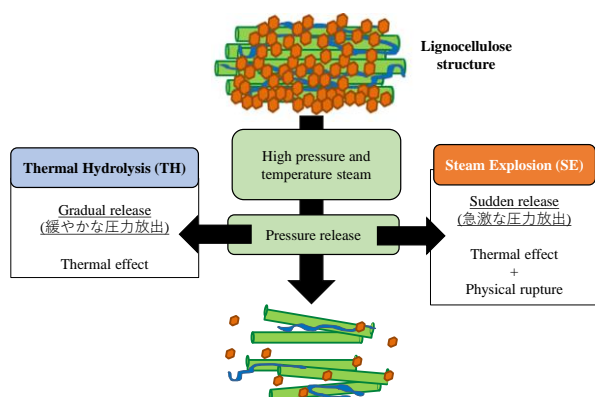 Lignocellulose
structure
High pressure and
temperature steam
Thermal Hydrolysis (TH)
Gradual release
(緩やかな圧力放出)
Thermal effect
Pressure release
Steam Explosion (SE)
Sudden release
(急激な圧力放出)
Thermal effect
+
Physical rupture